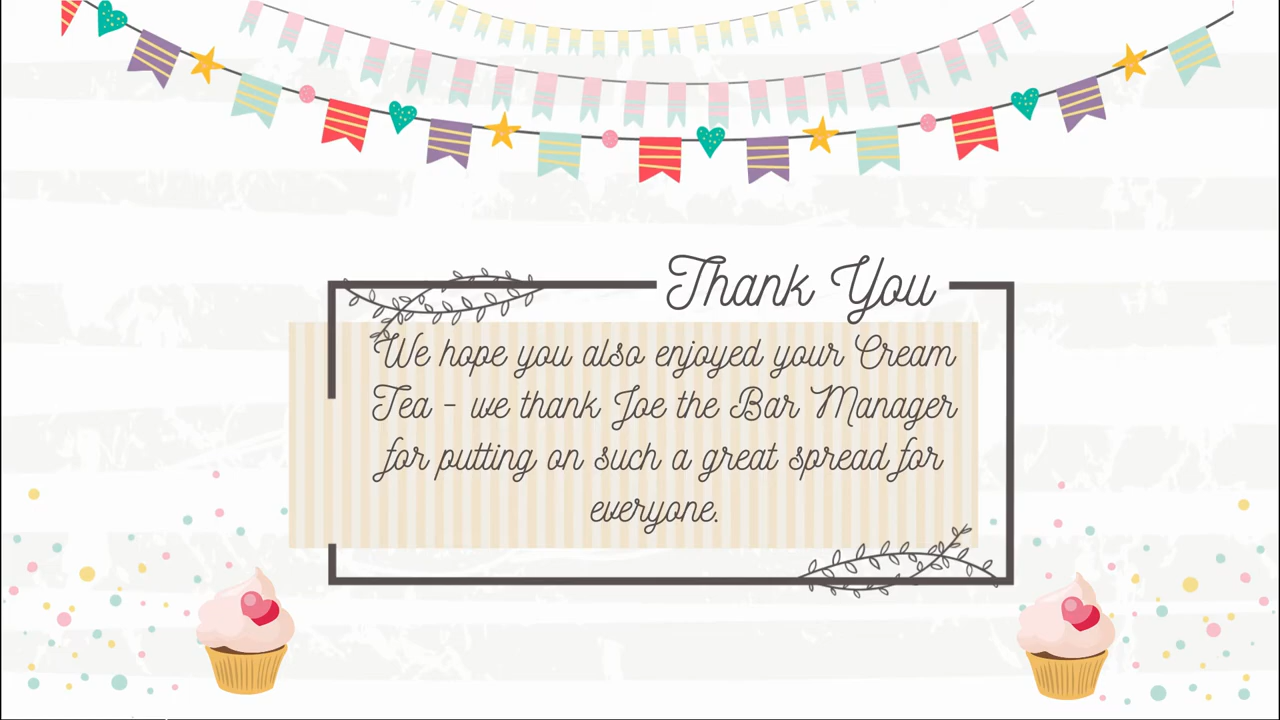 Thank You
We hope you also enjoyed your Cream
Tea - we thank Joe the Bar Manager
for putting on such a great spread for
everyone.